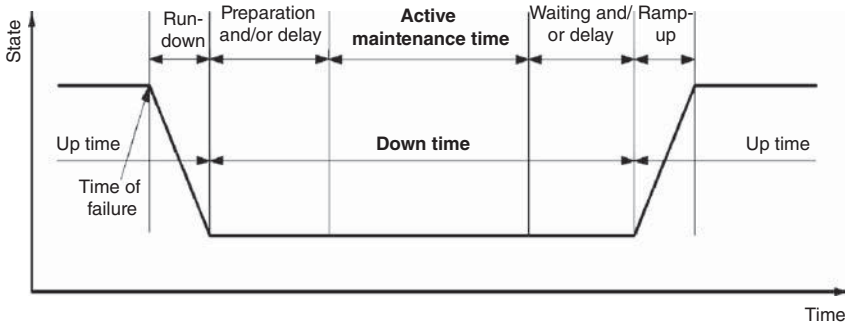 State
Run-
down
Preparation
and/or delay
Active
maintenance time
Waiting and/
or delay
Ramp-
up
Up time
Down time
Up time
Time of
failure
Time